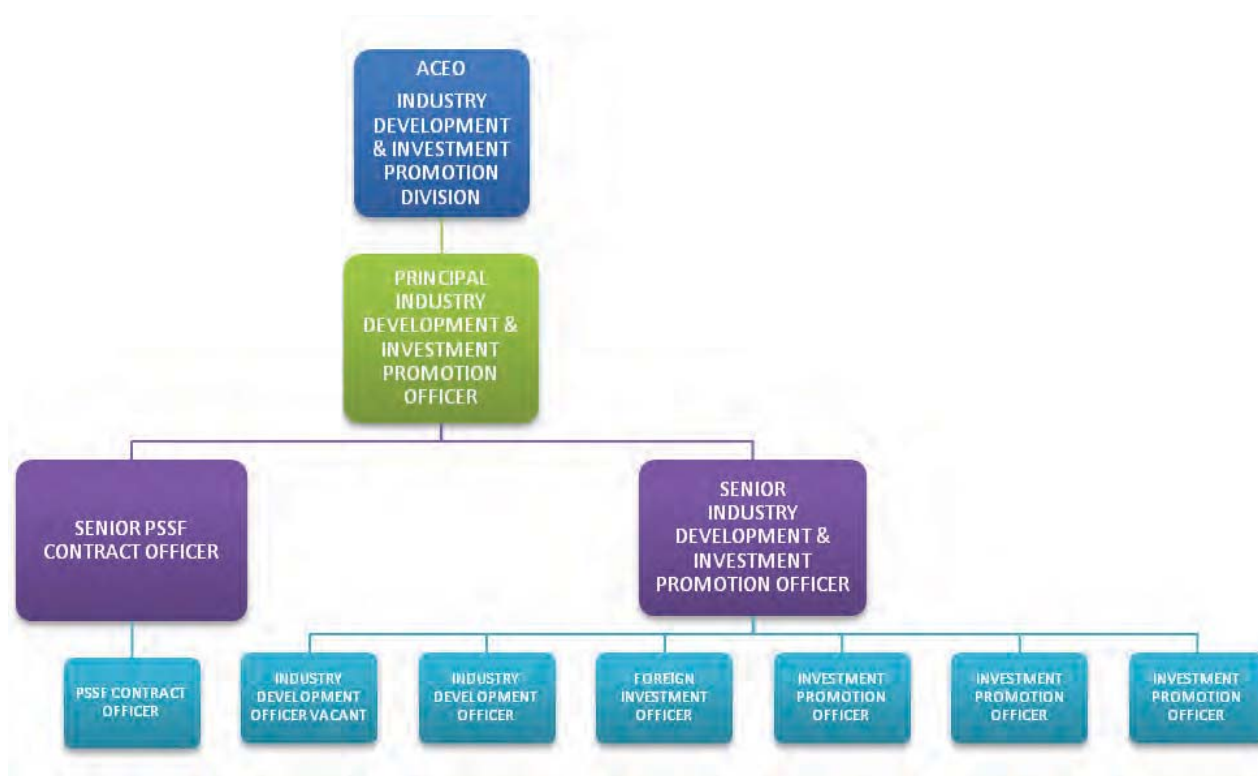 ACEO
INDUSTRY
DEVELOPMENT
& INVESTMENT
PROMOTION
DIVISION
PRINCIPAL
INDUSTRY
DEVELOPMENT &
INVESTMENT
PROMOTION
OFFICER
SENIOR PSSF
CONTRACT OFFICER
SENIOR
INDUSTRY
DEVELOPMENT &
INVESTMENT
PROMOTION OFFICER
PSSF CONTRACT
OFFICER
INDUSTRY
DEVELOPMENT
OFFICER VACANT
INDUSTRY
DEVELOPMENT
OFFICER
FOREIGN
INVESTMENT
OFFICER
INVESTMENT
PROMOTION
OFFICER
INVESTMENT
PROMOTION
OFFICER
INVESTMENT
PROMOTION
OFFICER